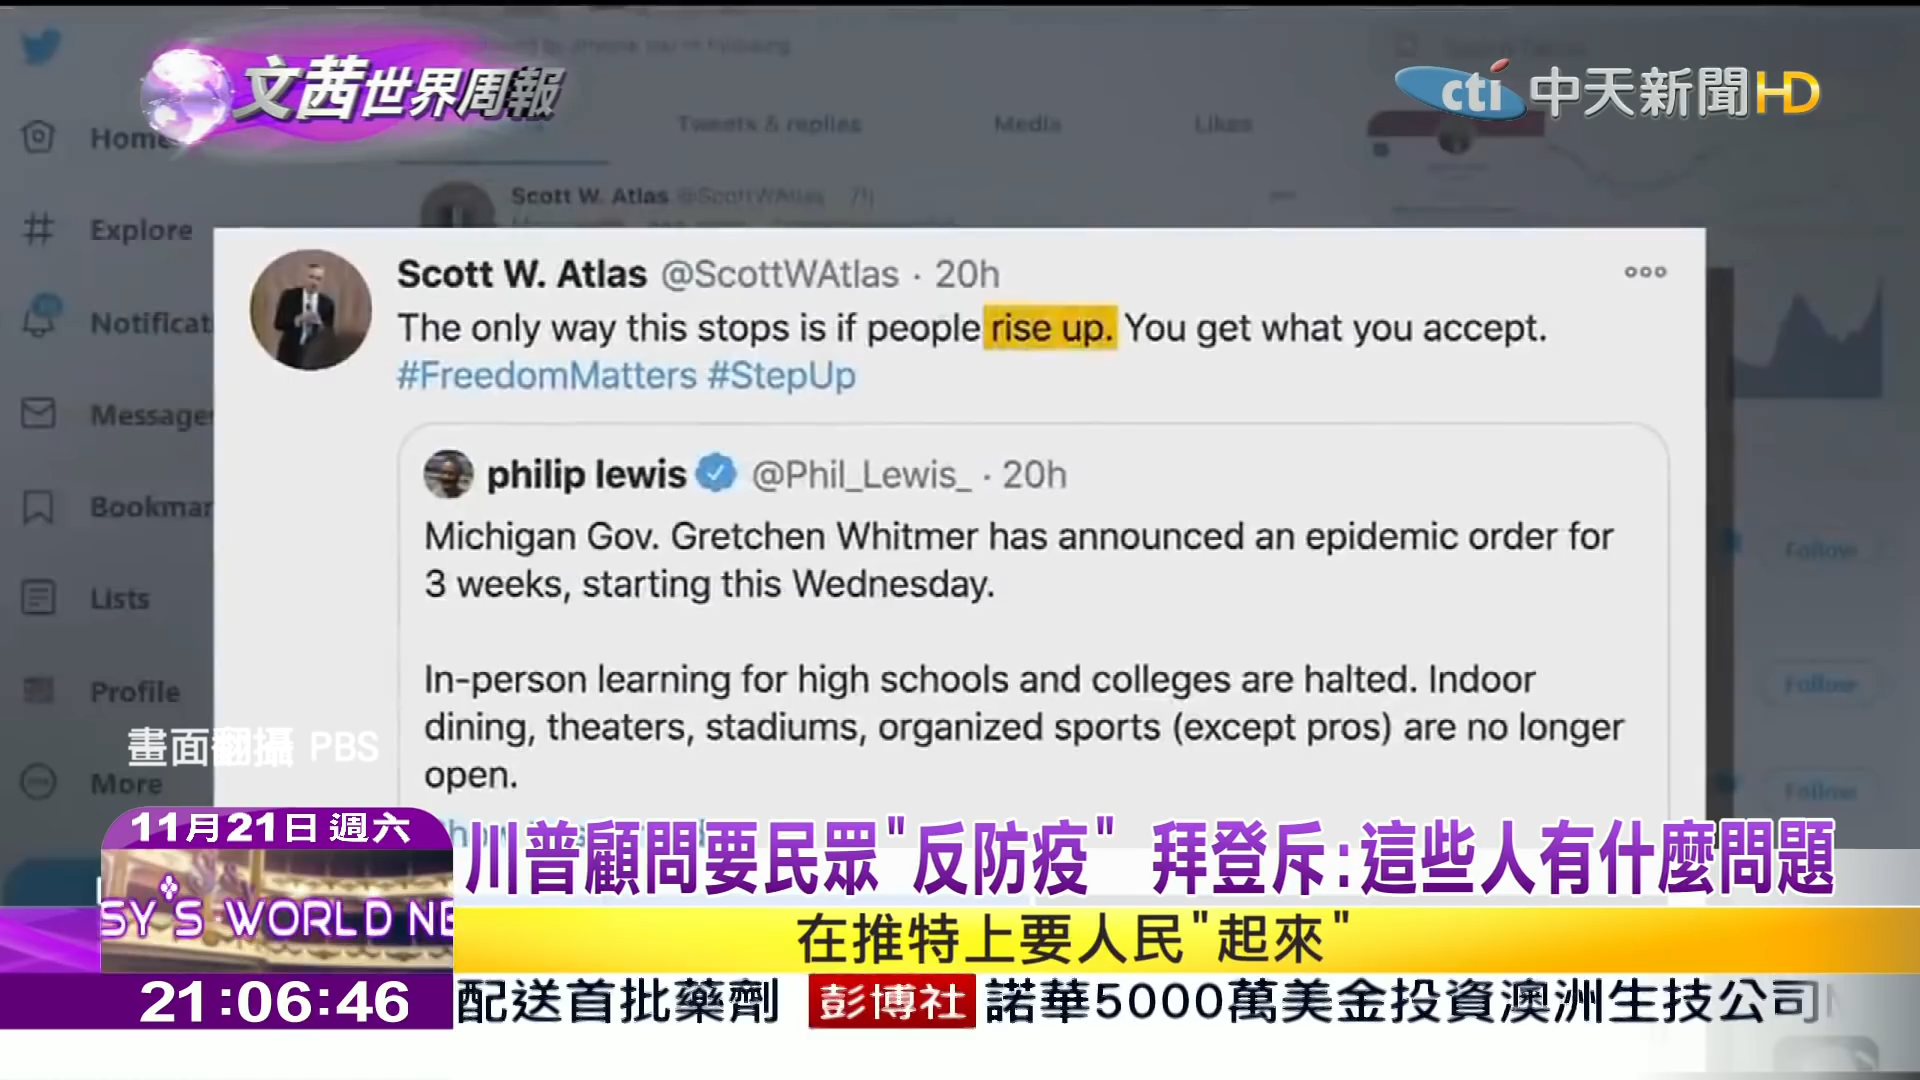 文茜世界周報
cti 中天新聞HD
Home
Tweets & replies
Media
Likes
Explore
Scott W. Atlas @ScottWAtlas
Scott W. Atlas @ScottWAtlas · 20h
The only way this stops is if people rise up. You get what you accept.
#FreedomMatters #StepUp
Notificat
Messages
philip lewis @Phil_Lewis_ · 20h
Michigan Gov. Gretchen Whitmer has announced an epidemic order for
3 weeks, starting this Wednesday.
Bookmar
Follow
Lists
In-person learning for high schools and colleges are halted. Indoor
dining, theaters, stadiums, organized sports (except pros) are no longer
open.
Profile
Follow
畫面翻攝 PBS
More
Follow
11月21日 週六
川普顧問要民眾"反防疫" 拜登斥:這些人有什麼問題
SY'S WORLD NE
在推特上要人民"起來"
21:06:46
配送首批藥劑 彭博社 諾華5000萬美金投資澳洲生技公司